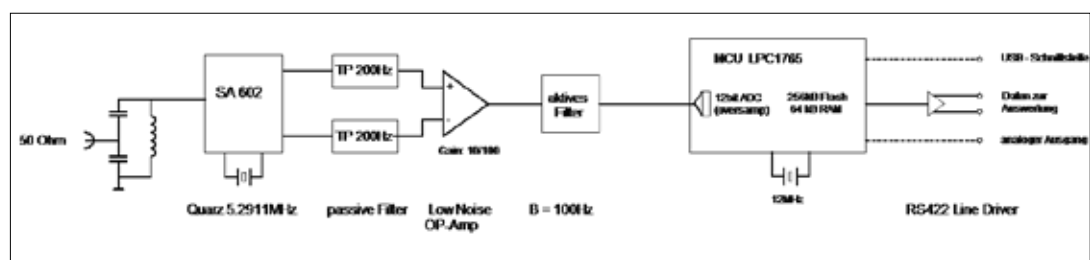 50 Ohm
SA 602
Quarz 5.2911MHz
TP 200Hz
TP 200Hz
passive Filter
+
-
Gain: 10/100
Low Noise
OP-Amp
aktives
Filter
B = 100Hz
MCU LPC1765
12bit ADC
(oversamp)
256kB Flash
64 kB RAM
12MHz
USB - Schnittstelle
Daten zur
Auswertung
analoger Ausgang
RS422 Line Driver